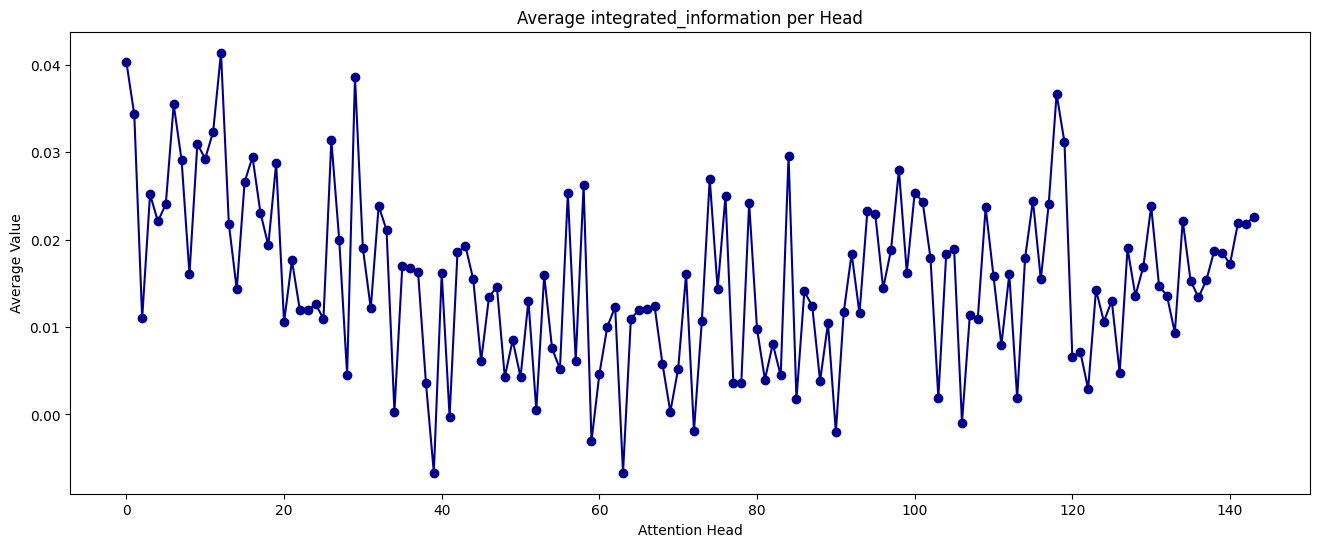 Average integrated_information per Head
Average Value
0.04
0.03
0.02
0.01
0.00
0 20 40 60 80 100 120 140
Attention Head